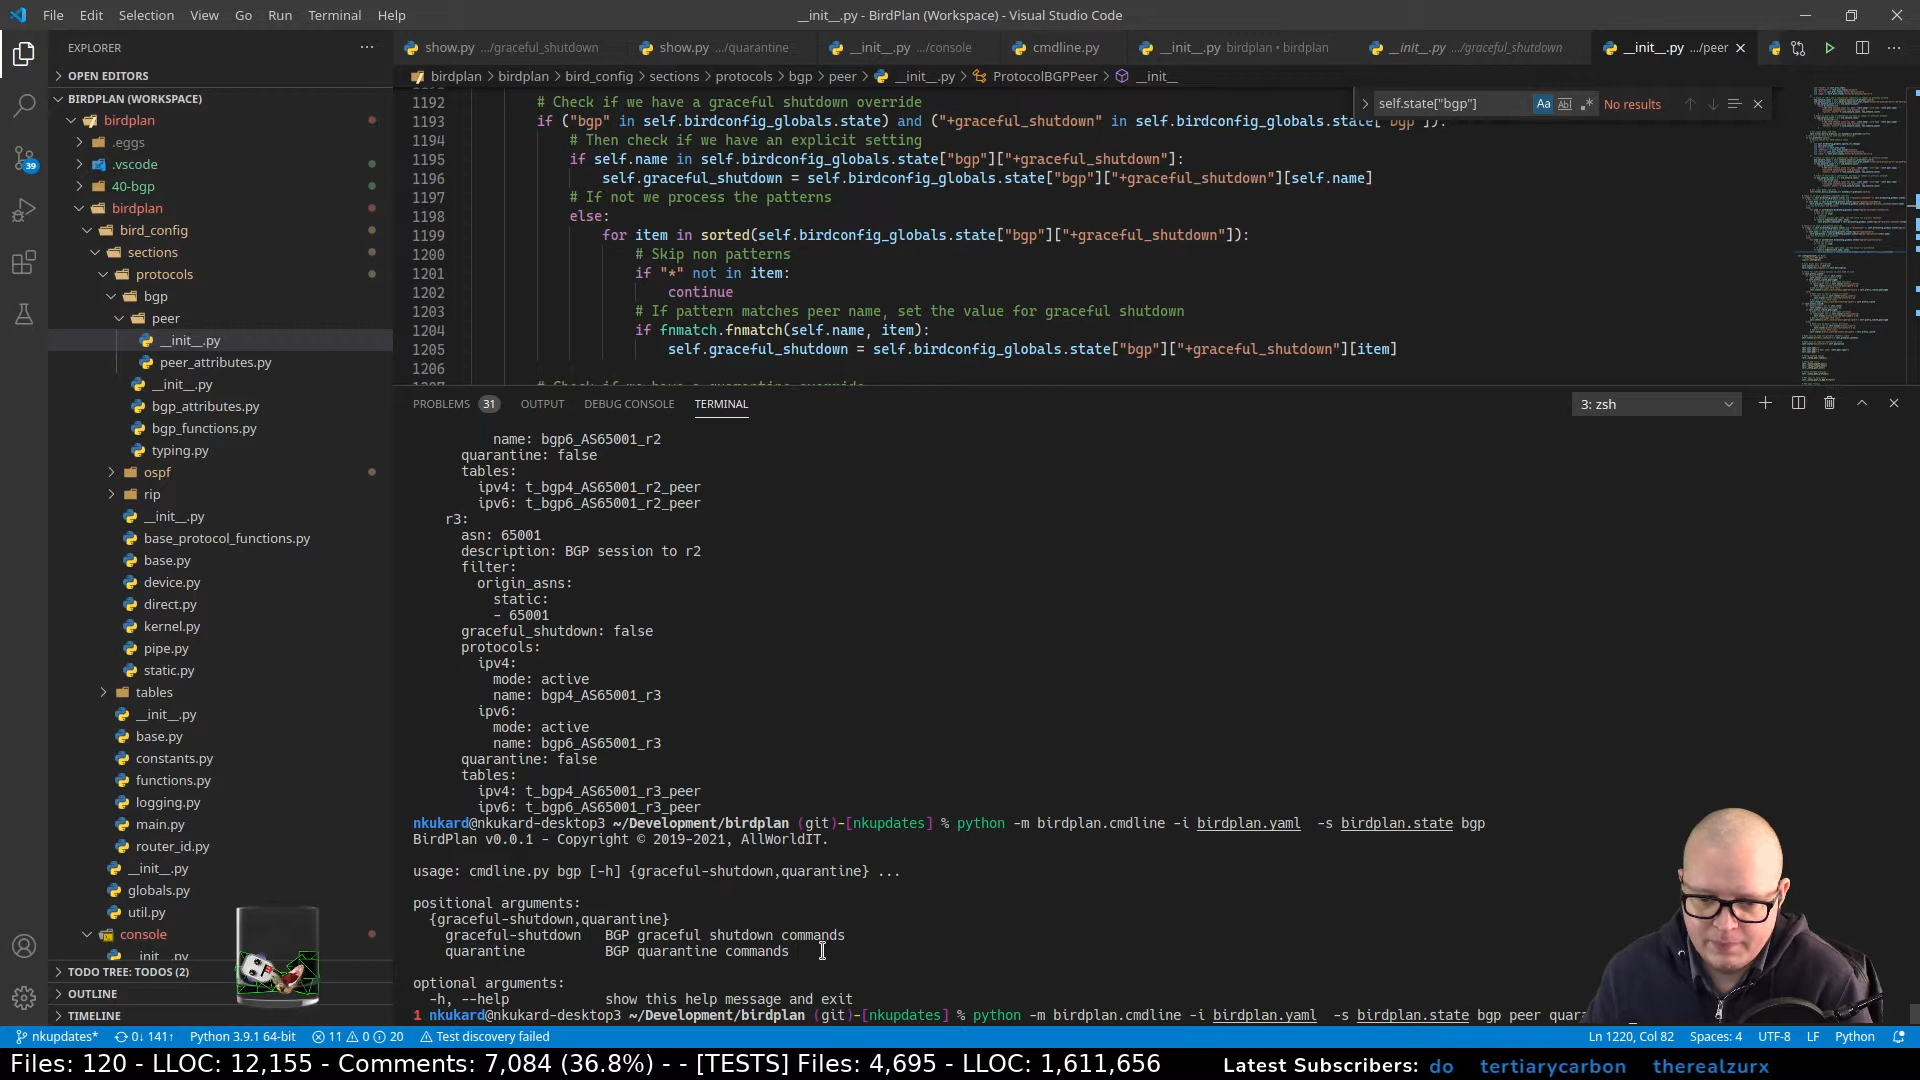 File Edit Selection View Go Run Terminal Help
__init__.py - BirdPlan (Workspace) - Visual Studio Code
EXPLORER
OPEN EDITORS
BIRDPLAN (WORKSPACE)
birdplan
.eggs
.vscode
40-bgp
birdplan
bird_config
sections
protocols
bgp
peer
__init__.py
peer_attributes.py
__init__.py
bgp_attributes.py
bgp_functions.py
typing.py
ospf
rip
__init__.py
base_protocol_functions.py
base.py
device.py
direct.py
kernel.py
pipe.py
static.py
tables
__init__.py
base.py
constants.py
functions.py
logging.py
main.py
router_id.py
__init__.py
globals.py
util.py
console
__init__.py
TODO TREE: TODOS (2)
OUTLINE
TIMELINE
39
show.py .../graceful_shutdown show.py .../quarantine __init__.py .../console cmdline.py __init__.py birdplan • birdplan __init__.py .../graceful_shutdown __init__.py .../peer
birdplan birdplan bird_config sections protocols bgp peer __init__.py ProtocolBGPPeer __init__
self.state["bgp"] Aa Abl .* No results
1192 # Check if we have a graceful shutdown override
1193 if ("bgp" in self.birdconfig_globals.state) and ("+graceful_shutdown" in self.birdconfig_globals.state["bgp"]):
1194 # Then check if we have an explicit setting
1195 if self.name in self.birdconfig_globals.state["bgp"]["+graceful_shutdown"]:
1196 self.graceful_shutdown = self.birdconfig_globals.state["bgp"]["+graceful_shutdown"][self.name]
1197 # If not we process the patterns
1198 else:
1199 for item in sorted(self.birdconfig_globals.state["bgp"]["+graceful_shutdown"]):
1200 # Skip non patterns
1201 if "*" not in item:
1202 continue
1203 # If pattern matches peer name, set the value for graceful shutdown
1204 if fnmatch.fnmatch(self.name, item):
1205 self.graceful_shutdown = self.birdconfig_globals.state["bgp"]["+graceful_shutdown"][item]
1206
1207 # Check if we have a quarantine override
PROBLEMS 31 OUTPUT DEBUG CONSOLE TERMINAL
3: zsh
name: bgp6_AS65001_r2
quarantine: false
tables:
ipv4: t_bgp4_AS65001_r2_peer
ipv6: t_bgp6_AS65001_r2_peer
r3:
asn: 65001
description: BGP session to r2
filter:
origin_asns:
static:
- 65001
graceful_shutdown: false
protocols:
ipv4:
mode: active
name: bgp4_AS65001_r3
ipv6:
mode: active
name: bgp6_AS65001_r3
quarantine: false
tables:
ipv4: t_bgp4_AS65001_r3_peer
ipv6: t_bgp6_AS65001_r3_peer
nkukard@nkukard-desktop3 ~/Development/birdplan (git)-[nkupdates] % python -m birdplan.cmdline -i birdplan.yaml -s birdplan.state bgp
BirdPlan v0.0.1 - Copyright © 2019-2021, AllWorldIT.
usage: cmdline.py bgp [-h] {graceful-shutdown,quarantine} ...
positional arguments:
{graceful-shutdown,quarantine}
graceful-shutdown BGP graceful shutdown commands
quarantine BGP quarantine commands
optional arguments:
-h, --help show this help message and exit
1 nkukard@nkukard-desktop3 ~/Development/birdplan (git)-[nkupdates] % python -m birdplan.cmdline -i birdplan.yaml -s birdplan.state bgp peer
nkupdates* 0↓ 141↑ Python 3.9.1 64-bit 11 0 20 Test discovery failed
Ln 1220, Col 82 Spaces: 4 UTF-8 LF Python
Files: 120 - LLOC: 12,155 - Comments: 7,084 (36.8%) - - [TESTS] Files: 4,695 - LLOC: 1,611,656
Latest Subscribers: do tertiarycarbon therealzurx